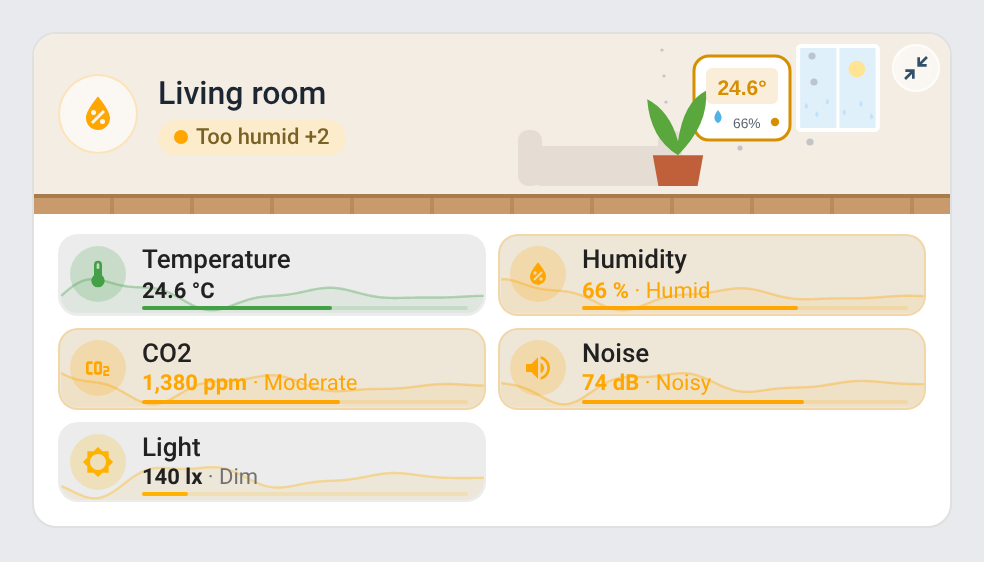 Living room
Too humid +2
24.6°
66%
Temperature
24.6 °C
Humidity
66 % · Humid
CO2
CO2
1,380 ppm · Moderate
Noise
74 dB · Noisy
Light
140 lx · Dim